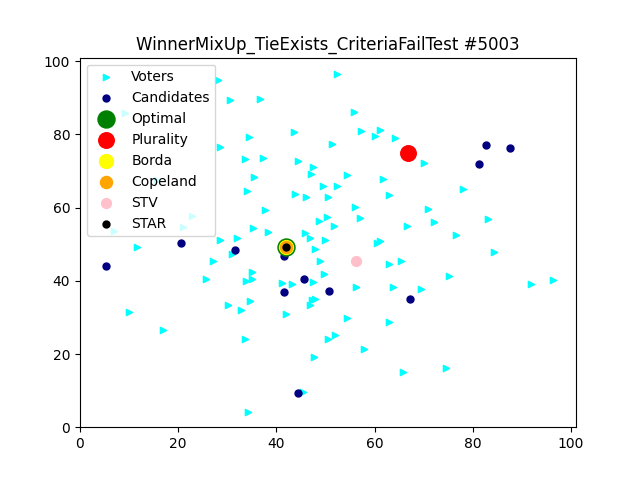 WinnerMixUp_TieExists_CriteriaFailTest #5003
100
80
60
40
20
0
Voters
Candidates
Optimal
Plurality
Borda
Copeland
STV
STAR
0 20 40 60 80 100